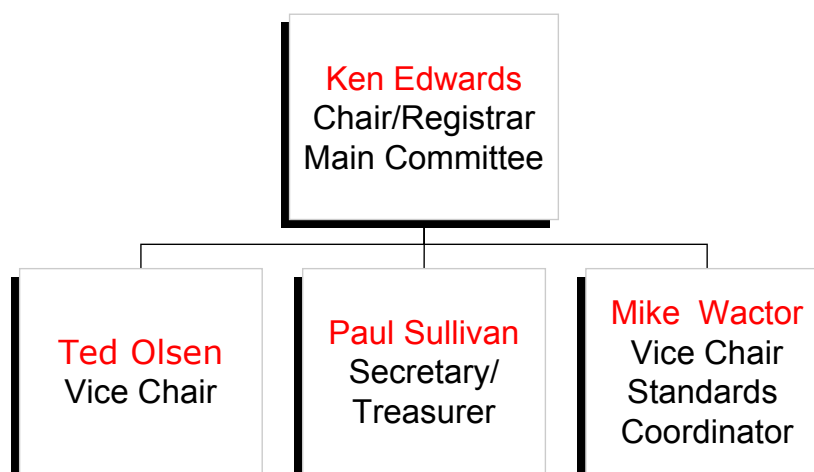 Ken Edwards
Chair/Registrar
Main Committee
Ted Olsen
Vice Chair
Paul Sullivan
Secretary/
Treasurer
Mike Wactor
Vice Chair
Standards
Coordinator